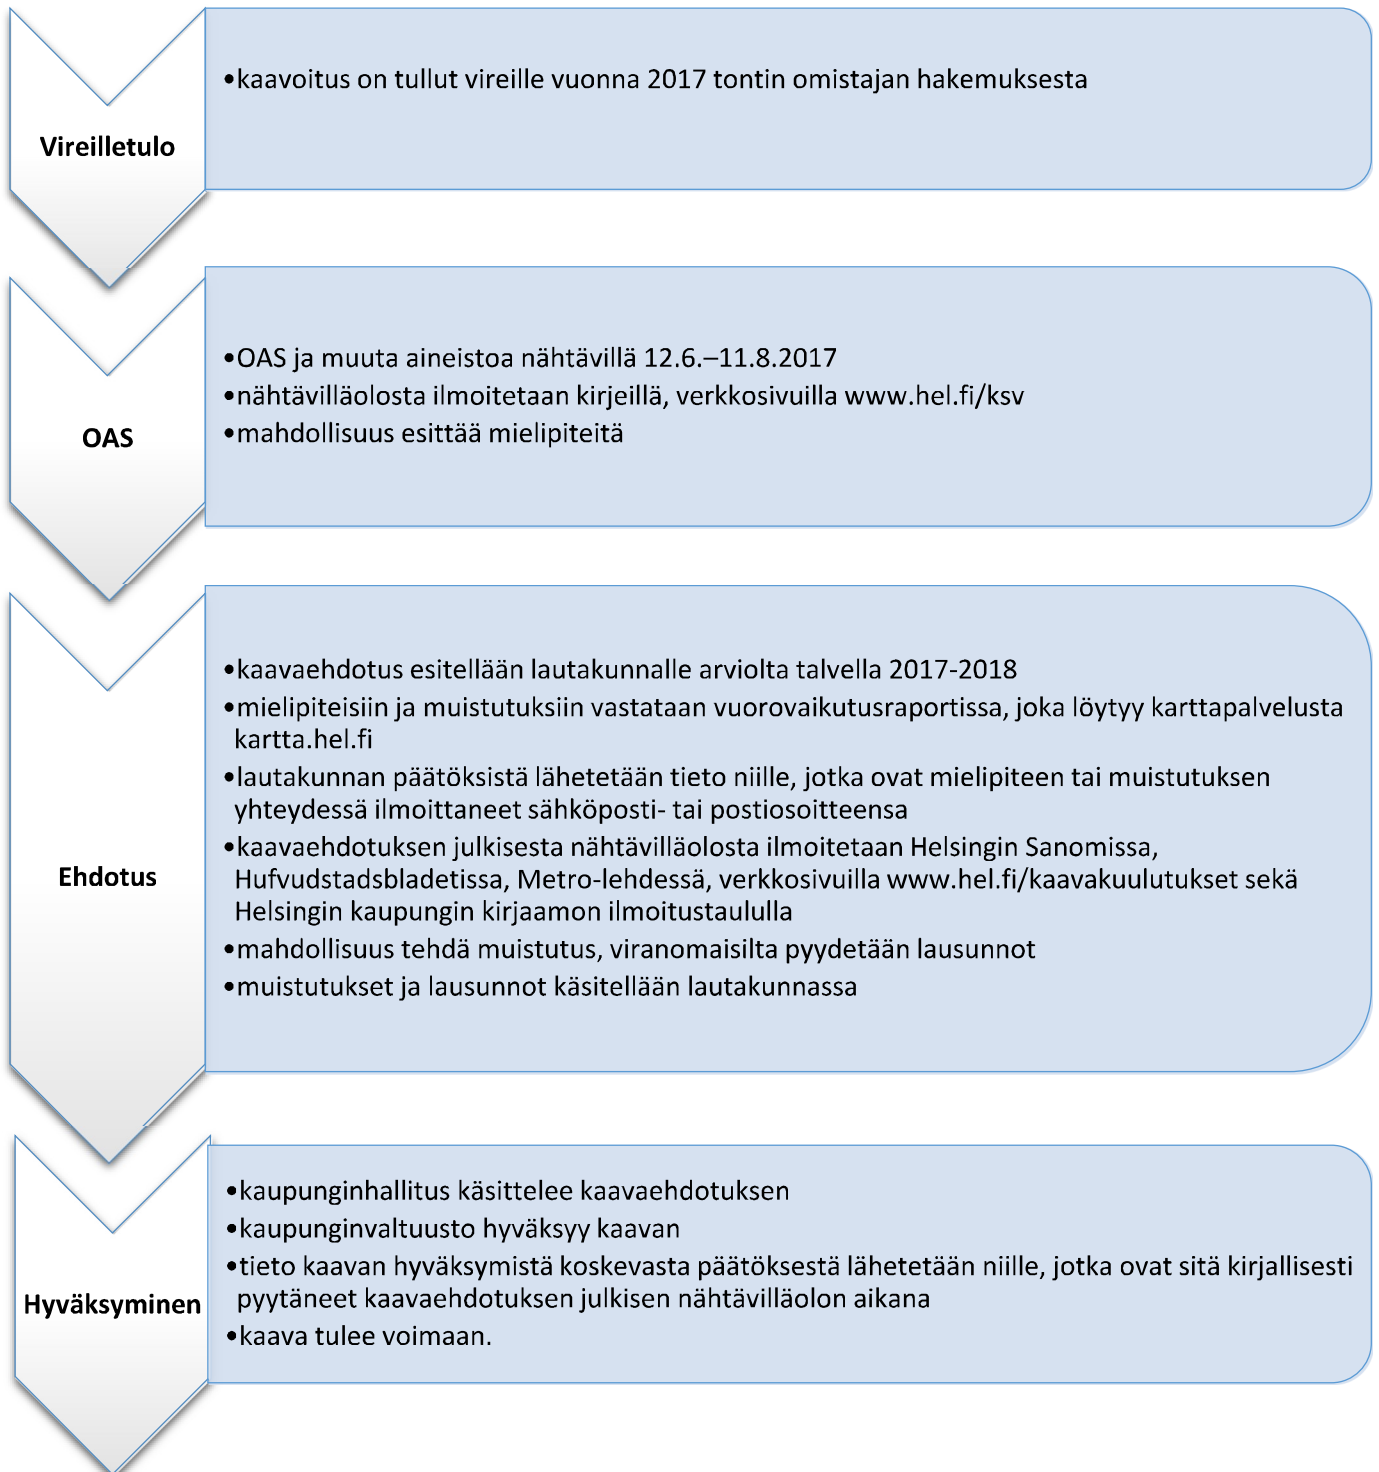 Vireilletulo
•kaavoitus on tullut vireille vuonna 2017 tontin omistajan hakemuksesta
OAS
•OAS ja muuta aineistoa nähtävillä 12.6.–11.8.2017
•nähtävilläolosta ilmoitetaan kirjeillä, verkkosivuilla www.hel.fi/ksv
•mahdollisuus esittää mielipiteitä
Ehdotus
•kaavaehdotus esitellään lautakunnalle arviolta talvella 2017-2018
•mielipiteisiin ja muistutuksiin vastataan vuorovaikutusraportissa, joka löytyy karttapalvelusta
kartta.hel.fi
•lautakunnan päätöksistä lähetetään tieto niille, jotka ovat mielipiteen tai muistutuksen
yhteydessä ilmoittaneet sähköposti- tai postiosoitteensa
•kaavaehdotuksen julkisesta nähtävilläolosta ilmoitetaan Helsingin Sanomissa,
Hufvudstadsbladetissa, Metro-lehdessä, verkkosivuilla www.hel.fi/kaavakuulutukset sekä
Helsingin kaupungin kirjaamon ilmoitustaululla
•mahdollisuus tehdä muistutus, viranomaisilta pyydetään lausunnot
•muistutukset ja lausunnot käsitellään lautakunnassa
Hyväksyminen
•kaupunginhallitus käsittelee kaavaehdotuksen
•kaupunginvaltuusto hyväksyy kaavan
•tieto kaavan hyväksymistä koskevasta päätöksestä lähetetään niille, jotka ovat sitä kirjallisesti
pyytäneet kaavaehdotuksen julkisen nähtävilläolon aikana
•kaava tulee voimaan.